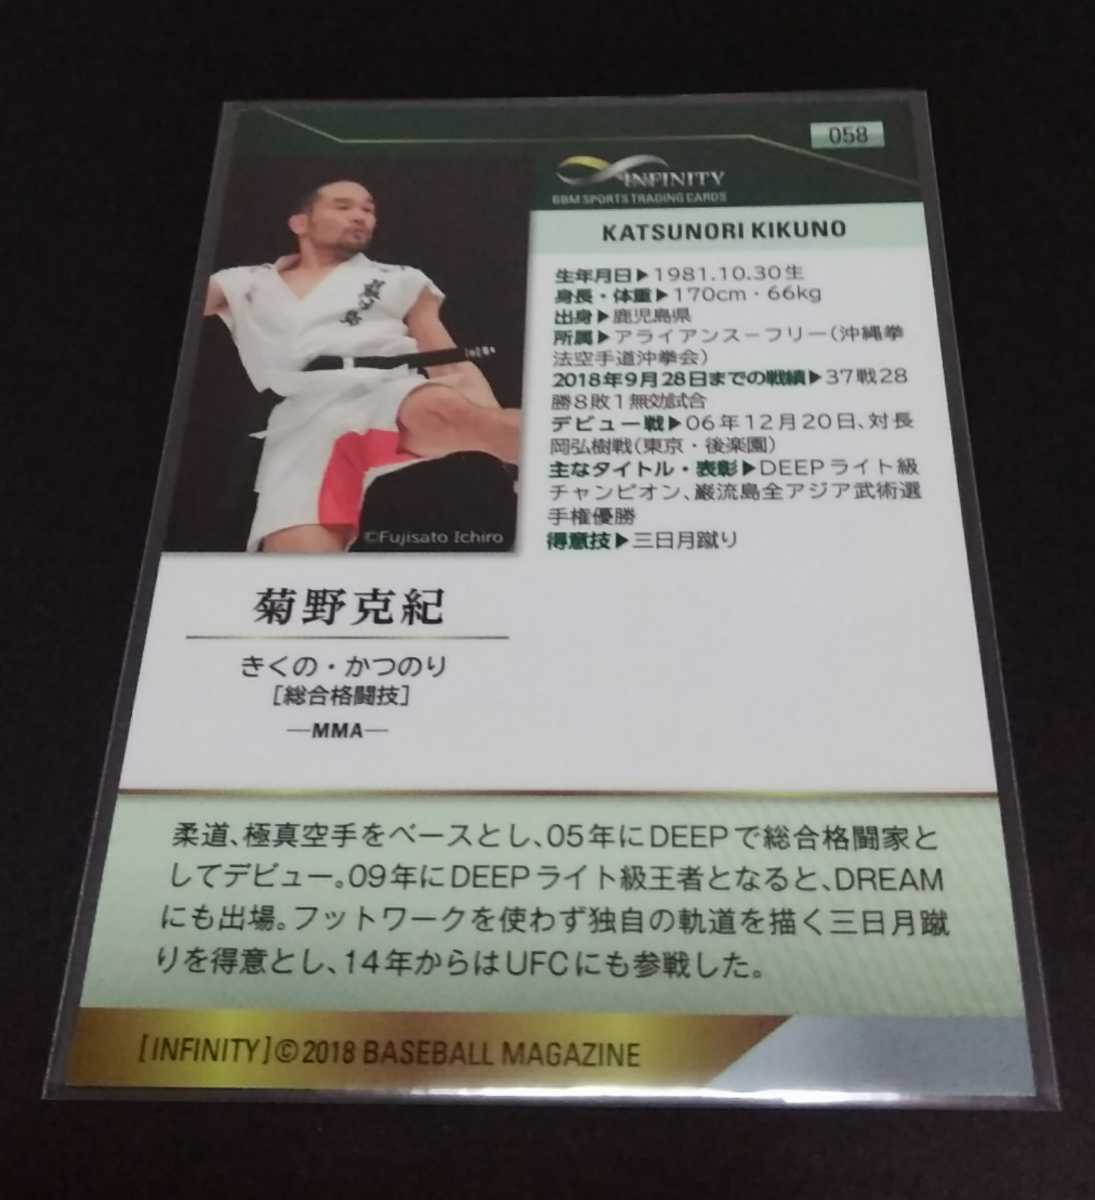 058
INFINITY
BBM SPORTS TRADING CARDS
KATSUNORI KIKUNO
生年月日▶1981.10.30生
身長・体重▶170cm・66kg
出身▶鹿児島県
所属▶アライアンス－フリー(沖縄拳
法空手道沖拳会)
2018年9月28日までの戦績▶37戦28
勝8敗1無効試合
デビュー戦▶06年12月20日、対長
岡弘樹戦(東京・後楽園)
主なタイトル・表彰▶DEEPライト級
チャンピオン、巌流島全アジア武術選
手権優勝
得意技▶三日月蹴り
©Fujisato Ichiro
菊野克紀
きくの・かつのり
[総合格闘技]
—MMA—
柔道、極真空手をベースとし、05年にDEEPで総合格闘家と
してデビュー。09年にDEEPライト級王者となると、DREAM
にも出場。フットワークを使わず独自の軌道を描く三日月蹴
りを得意とし、14年からはUFCにも参戦した。
[INFINITY]©2018 BASEBALL MAGAZINE